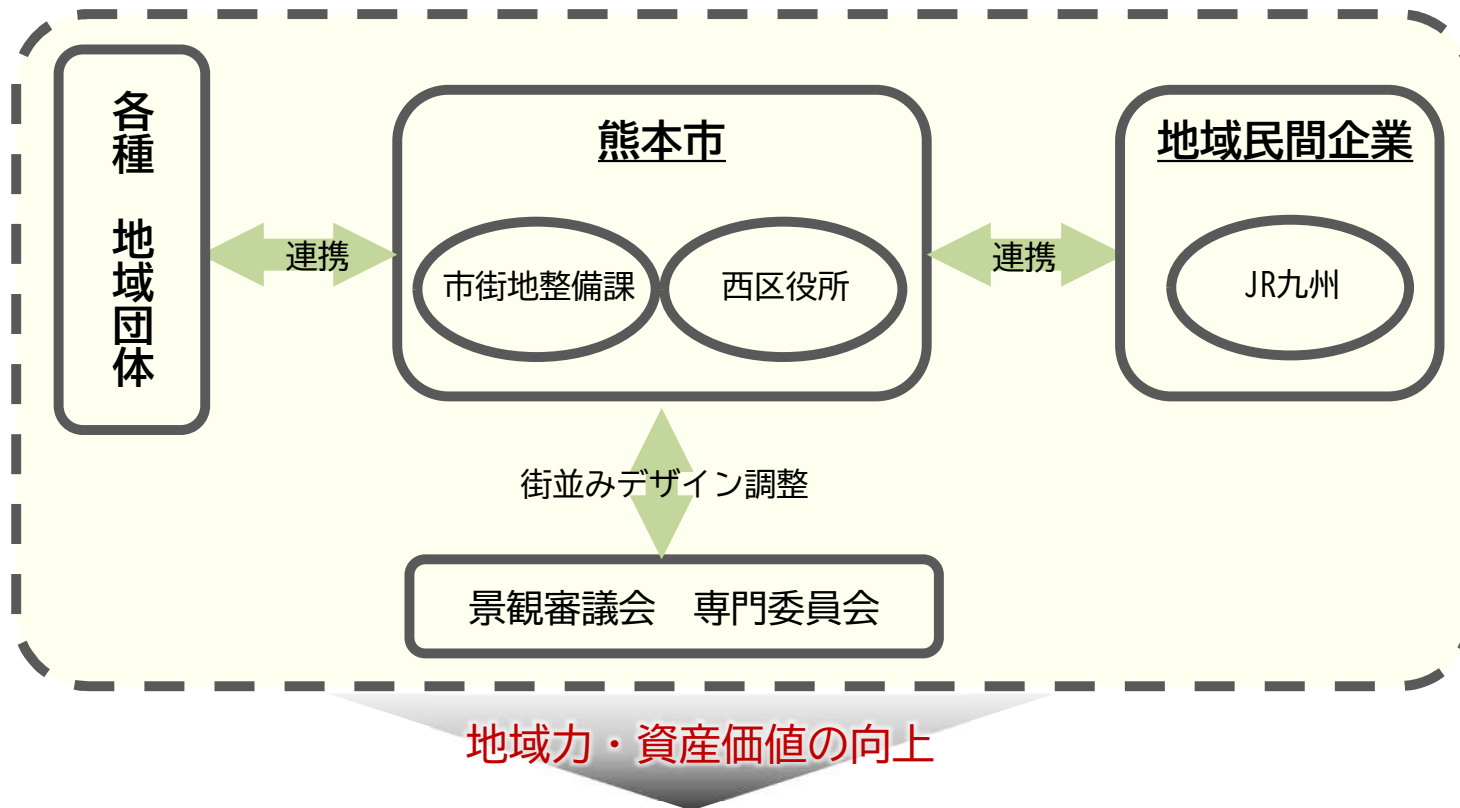 各種　地域団体
熊本市
地域民間企業
連携
市街地整備課
西区役所
連携
JR九州
街並みデザイン調整
景観審議会　専門委員会
地域力・資産価値の向上